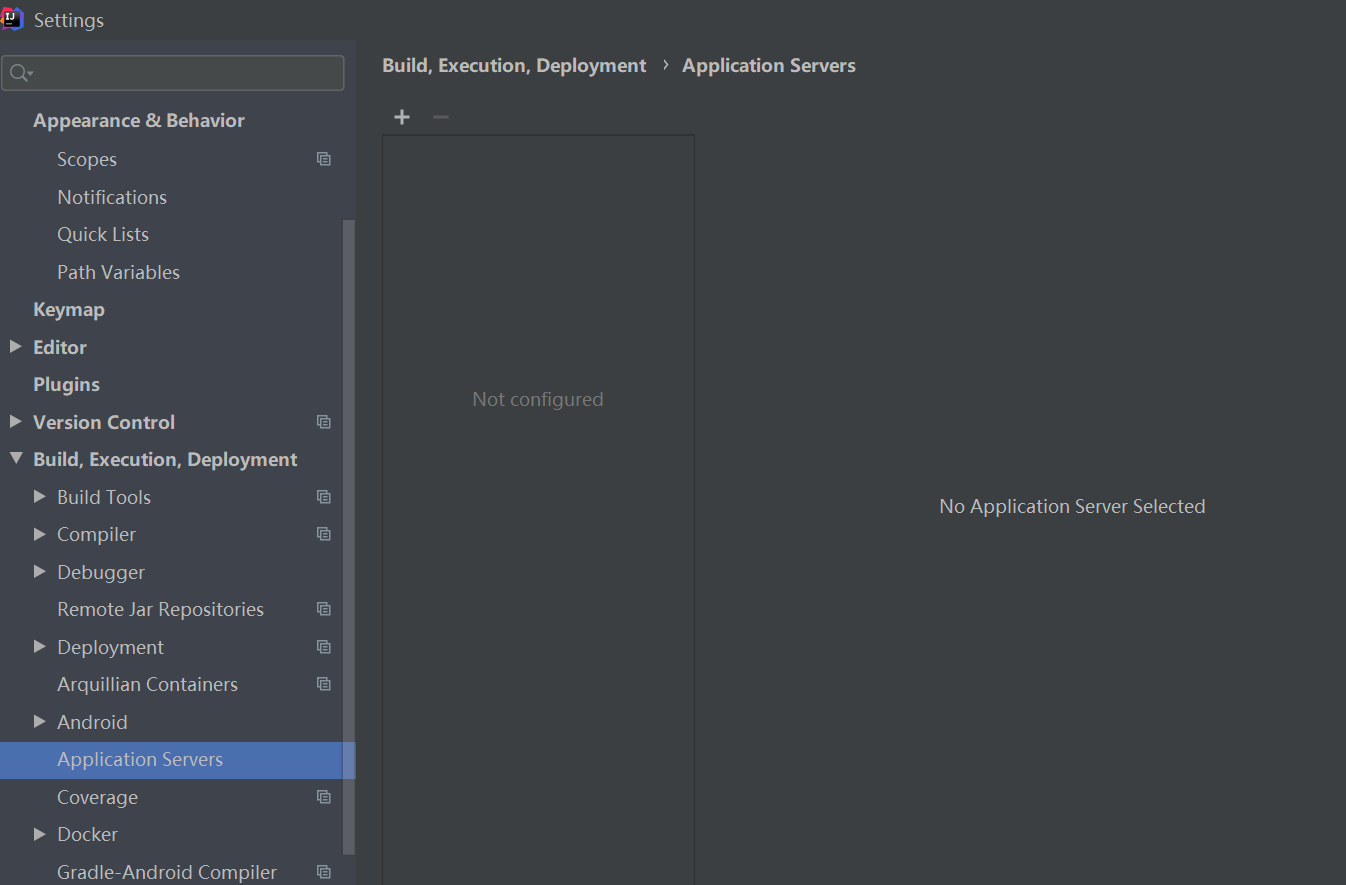 Settings
Appearance & Behavior
Scopes
Notifications
Quick Lists
Path Variables
Keymap
Editor
Plugins
Version Control
Build, Execution, Deployment
Build Tools
Compiler
Debugger
Remote Jar Repositories
Deployment
Arquillian Containers
Android
Application Servers
Coverage
Docker
Gradle-Android Compiler
Build, Execution, Deployment › Application Servers
Not configured
No Application Server Selected